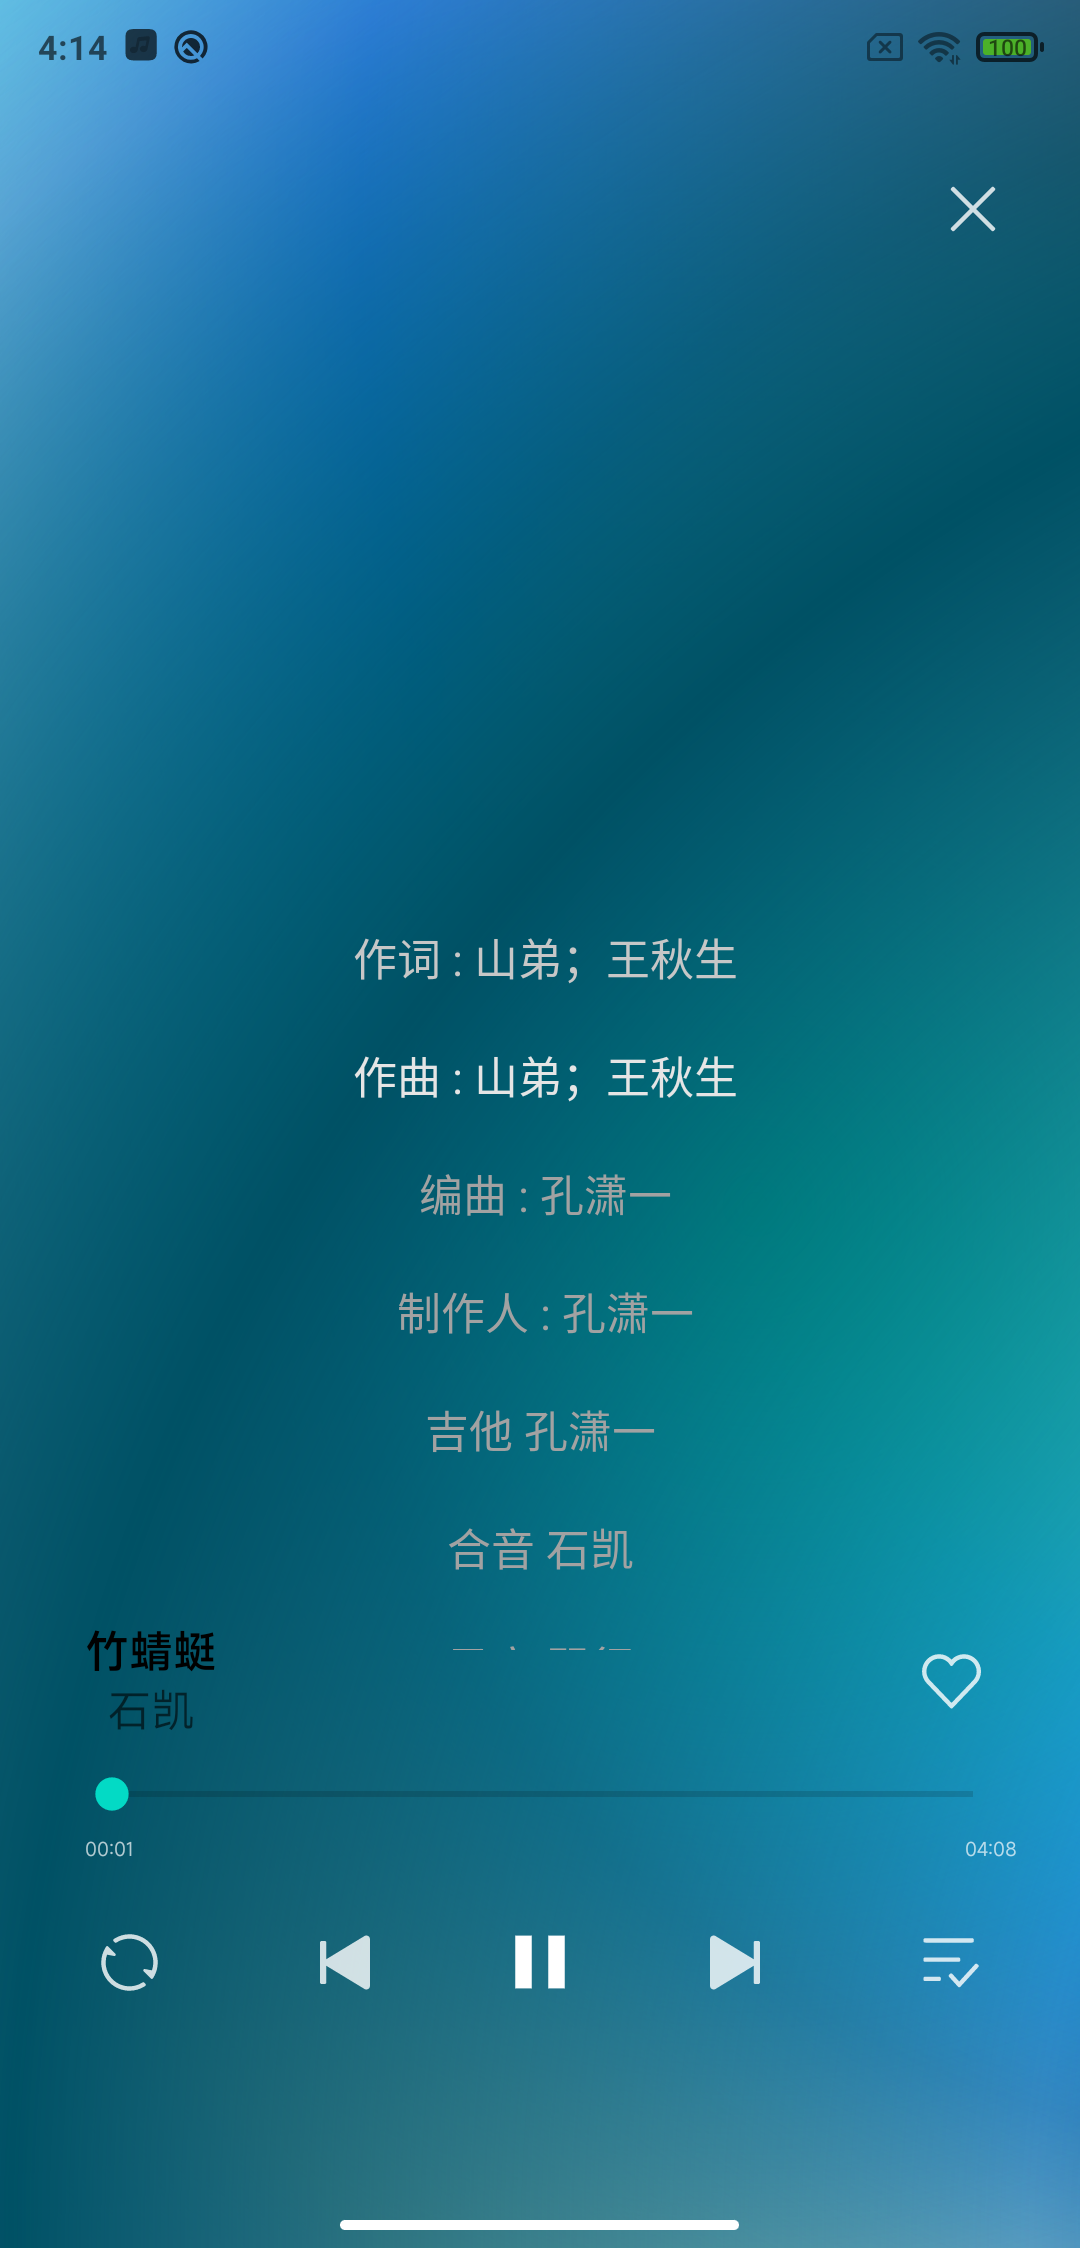 4:14
100
作词 : 山弟；王秋生
作曲 : 山弟；王秋生
编曲 : 孔潇一
制作人 : 孔潇一
吉他 孔潇一
合音 石凯
竹蜻蜓
石凯
00:01
04:08